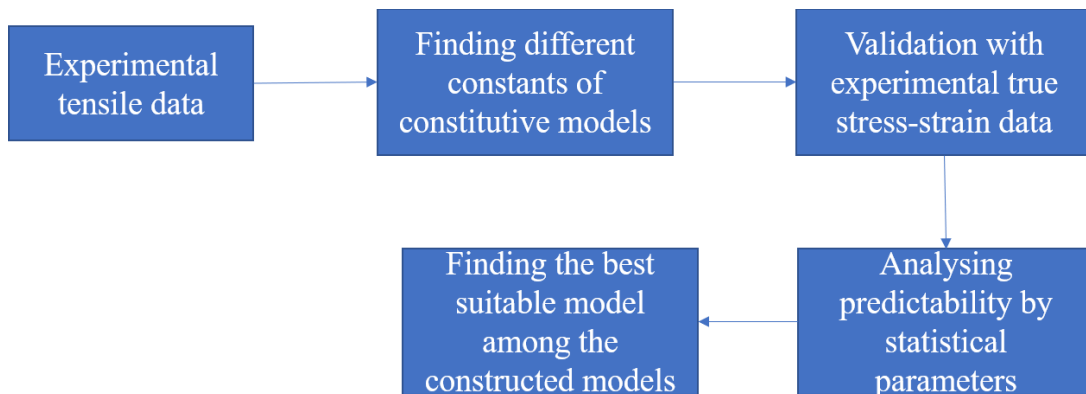 Experimental
tensile data
Finding different
constants of
constitutive models
Validation with
experimental true
stress-strain data
Analysing
predictability by
statistical
parameters
Finding the best
suitable model
among the
constructed models